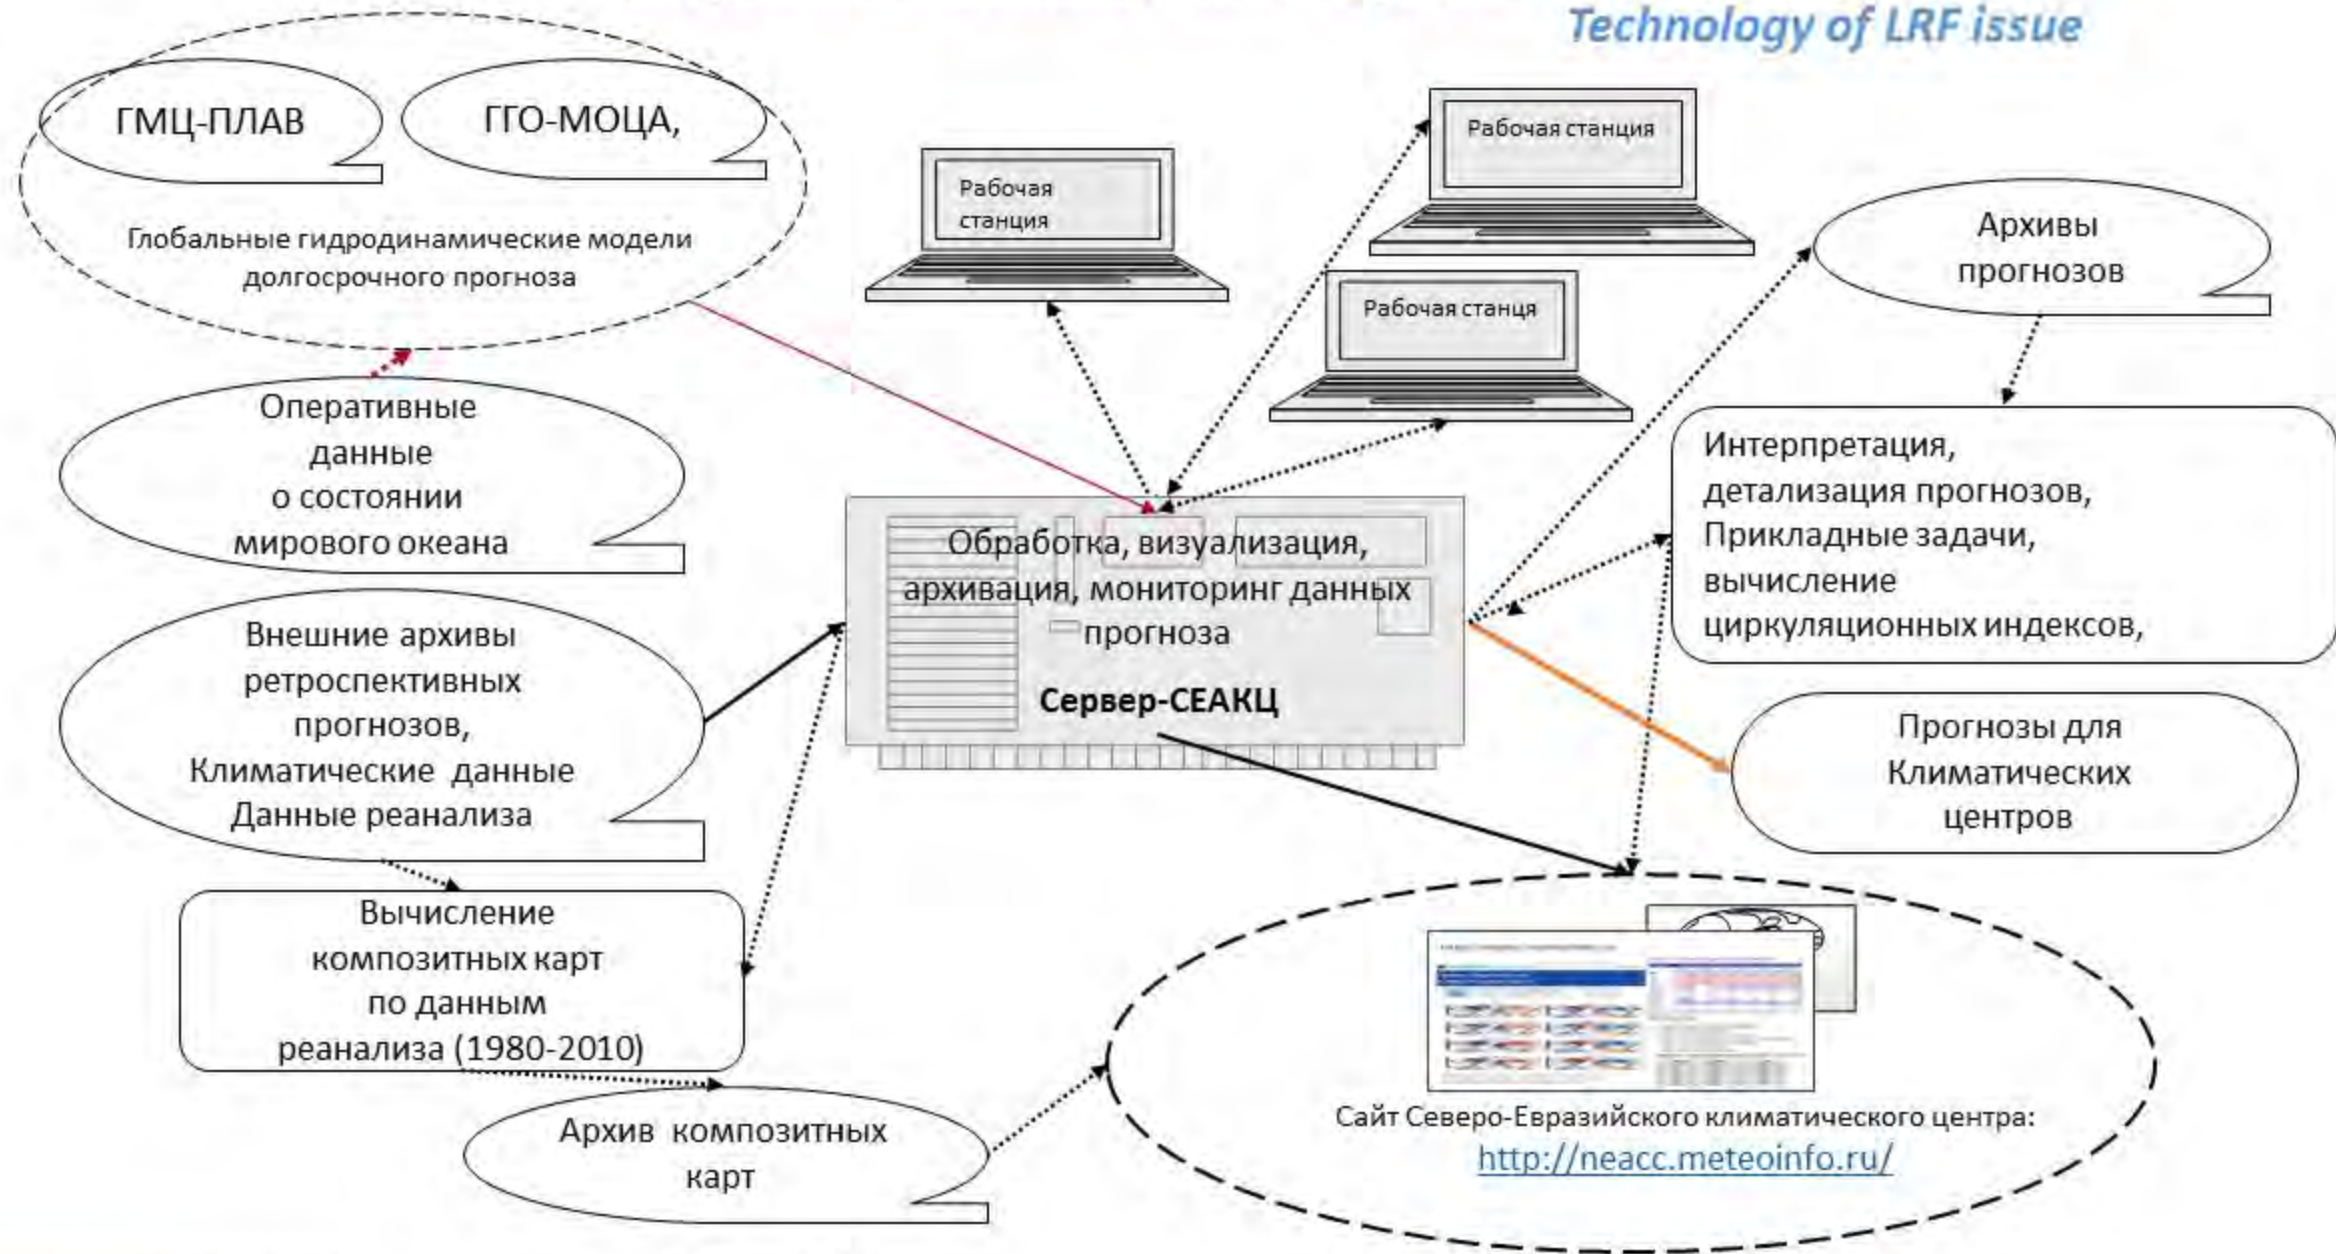 Technology of LRF issue
ГМЦ-ПЛАВ
ГГО-МОЦА,
Глобальные гидродинамические модели
долгосрочного прогноза
Рабочая
станция
Рабочая станция
Рабочая станця
Архивы
прогнозов
Оперативные
данные
о состоянии
мирового океана
Интерпретация,
детализация прогнозов,
Прикладные задачи,
вычисление
циркуляционных индексов,
Обработка, визуализация,
архивация, мониторинг данных
прогноза
Сервер-СЕАКЦ
Внешние архивы
ретроспективных
прогнозов,
Климатические данные
Данные реанализа
Прогнозы для
Климатических
центров
Вычисление
композитных карт
по данным
реанализа (1980-2010)
Архив композитных
карт
Сайт Северо-Евразийского климатического центра:
http://neacc.meteoinfo.ru/